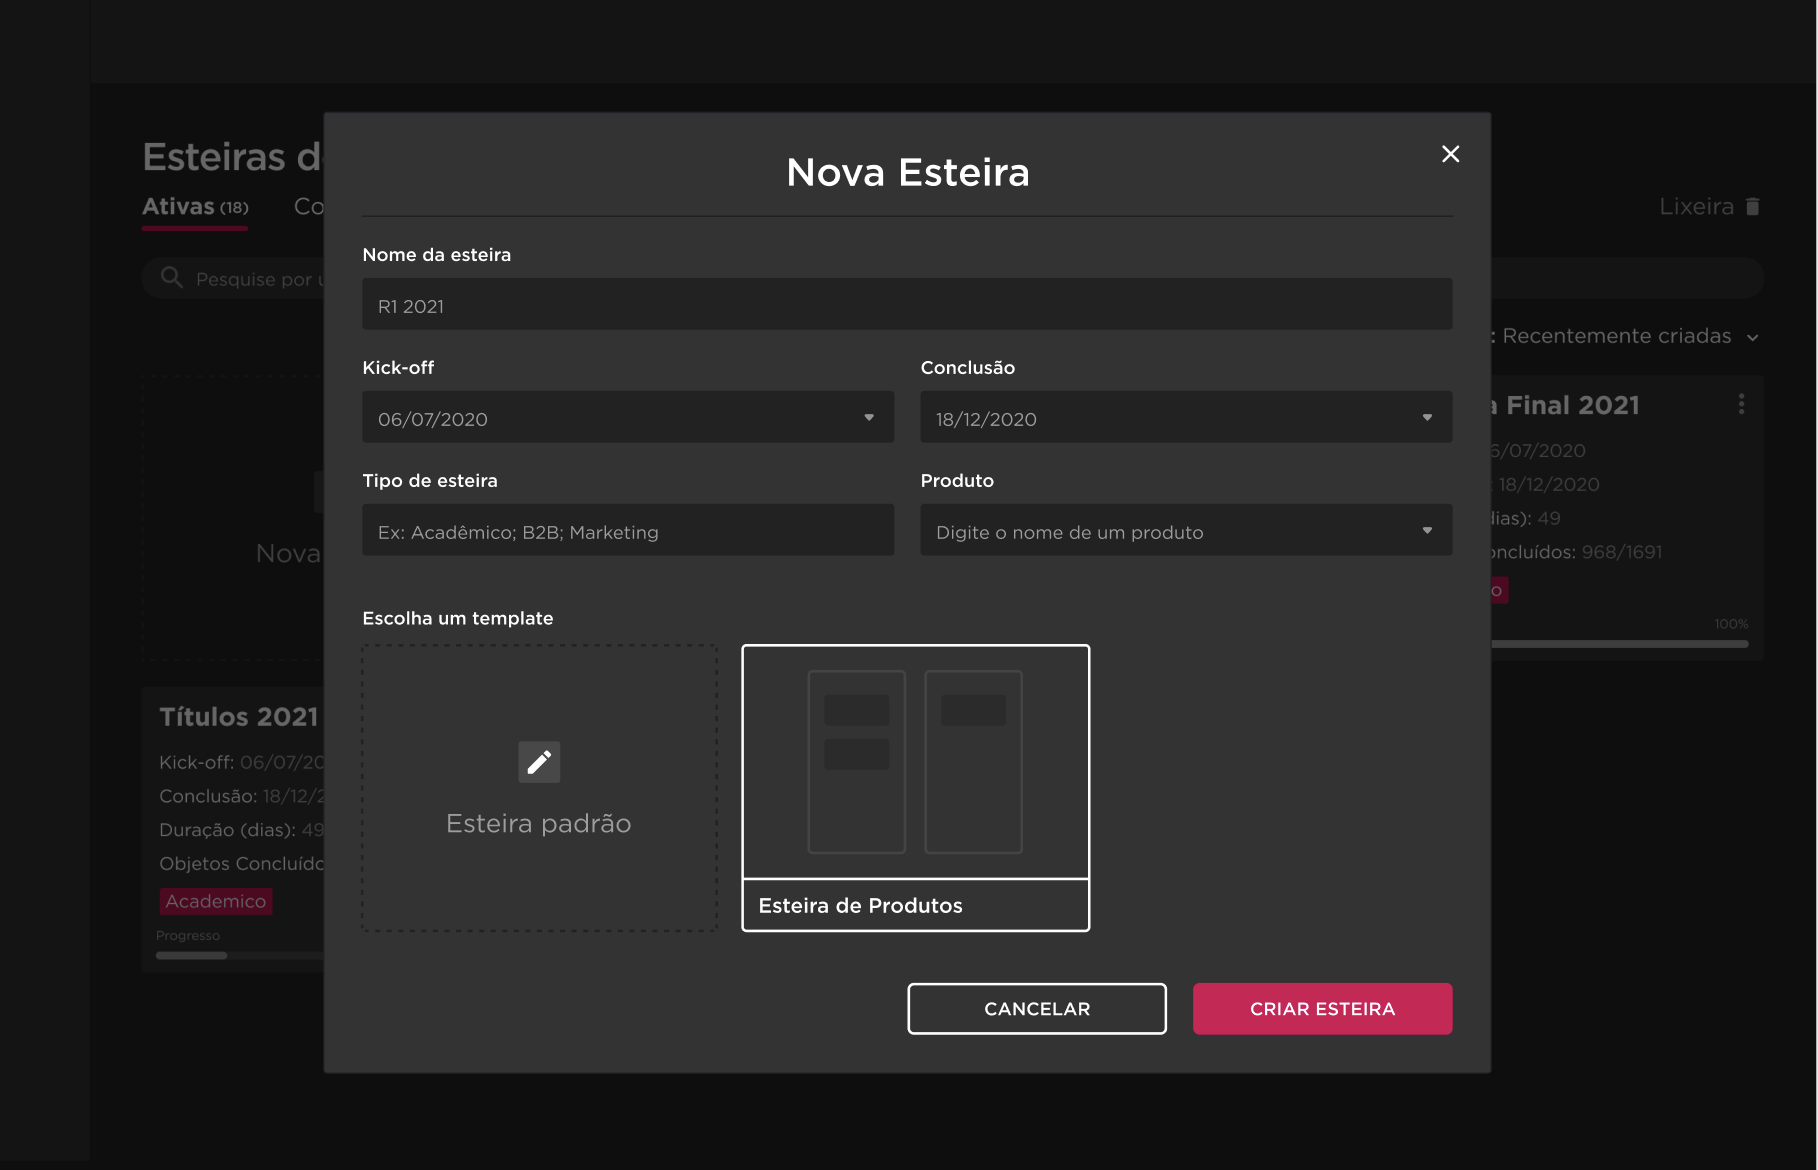 Esteiras d
Ativas (18)
Co
Lixeira
Pesquise por
: Recentemente criadas
Nova
a Final 2021
6/07/2020
: 18/12/2020
dias): 49
oncluídos: 968/1691
o
100%
Títulos 2021
Kick-off: 06/07/20
Conclusão: 18/12/2
Duração (dias): 49
Objetos Concluído
Academico
Progresso
Nova Esteira
Nome da esteira
R1 2021
Kick-off
Conclusão
06/07/2020
18/12/2020
Tipo de esteira
Produto
Ex: Acadêmico; B2B; Marketing
Digite o nome de um produto
Escolha um template
Esteira padrão
Esteira de Produtos
CANCELAR
CRIAR ESTEIRA